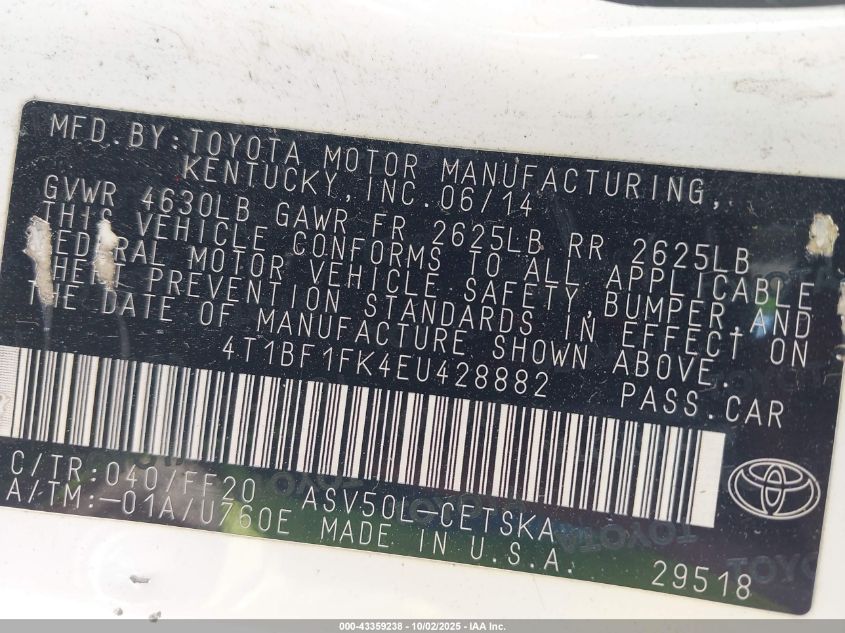 MFD.BY:TOYOTA MOTOR MANUFACTURING,
KENTUCKY,INC.06/14
GVWR 4630LB GAWR FR 2625LB RR 2625LB
THIS VEHICLE CONFORMS TO ALL APPLICABLE
FEDERAL MOTOR VEHICLE SAFETY,BUMPER,AND
THEFT PREVENTION STANDARDS IN EFFECT ON
THE DATE OF MANUFACTURE SHOWN ABOVE.
4T1BF1FK4EU428882 PASS.CAR
C/TR:040/FF20 ASV50L-CETSKA
A/TM:-01A/U760E MADE IN U.S.A.
29518
000-43359238 - 10/02/2025 - IAA Inc.